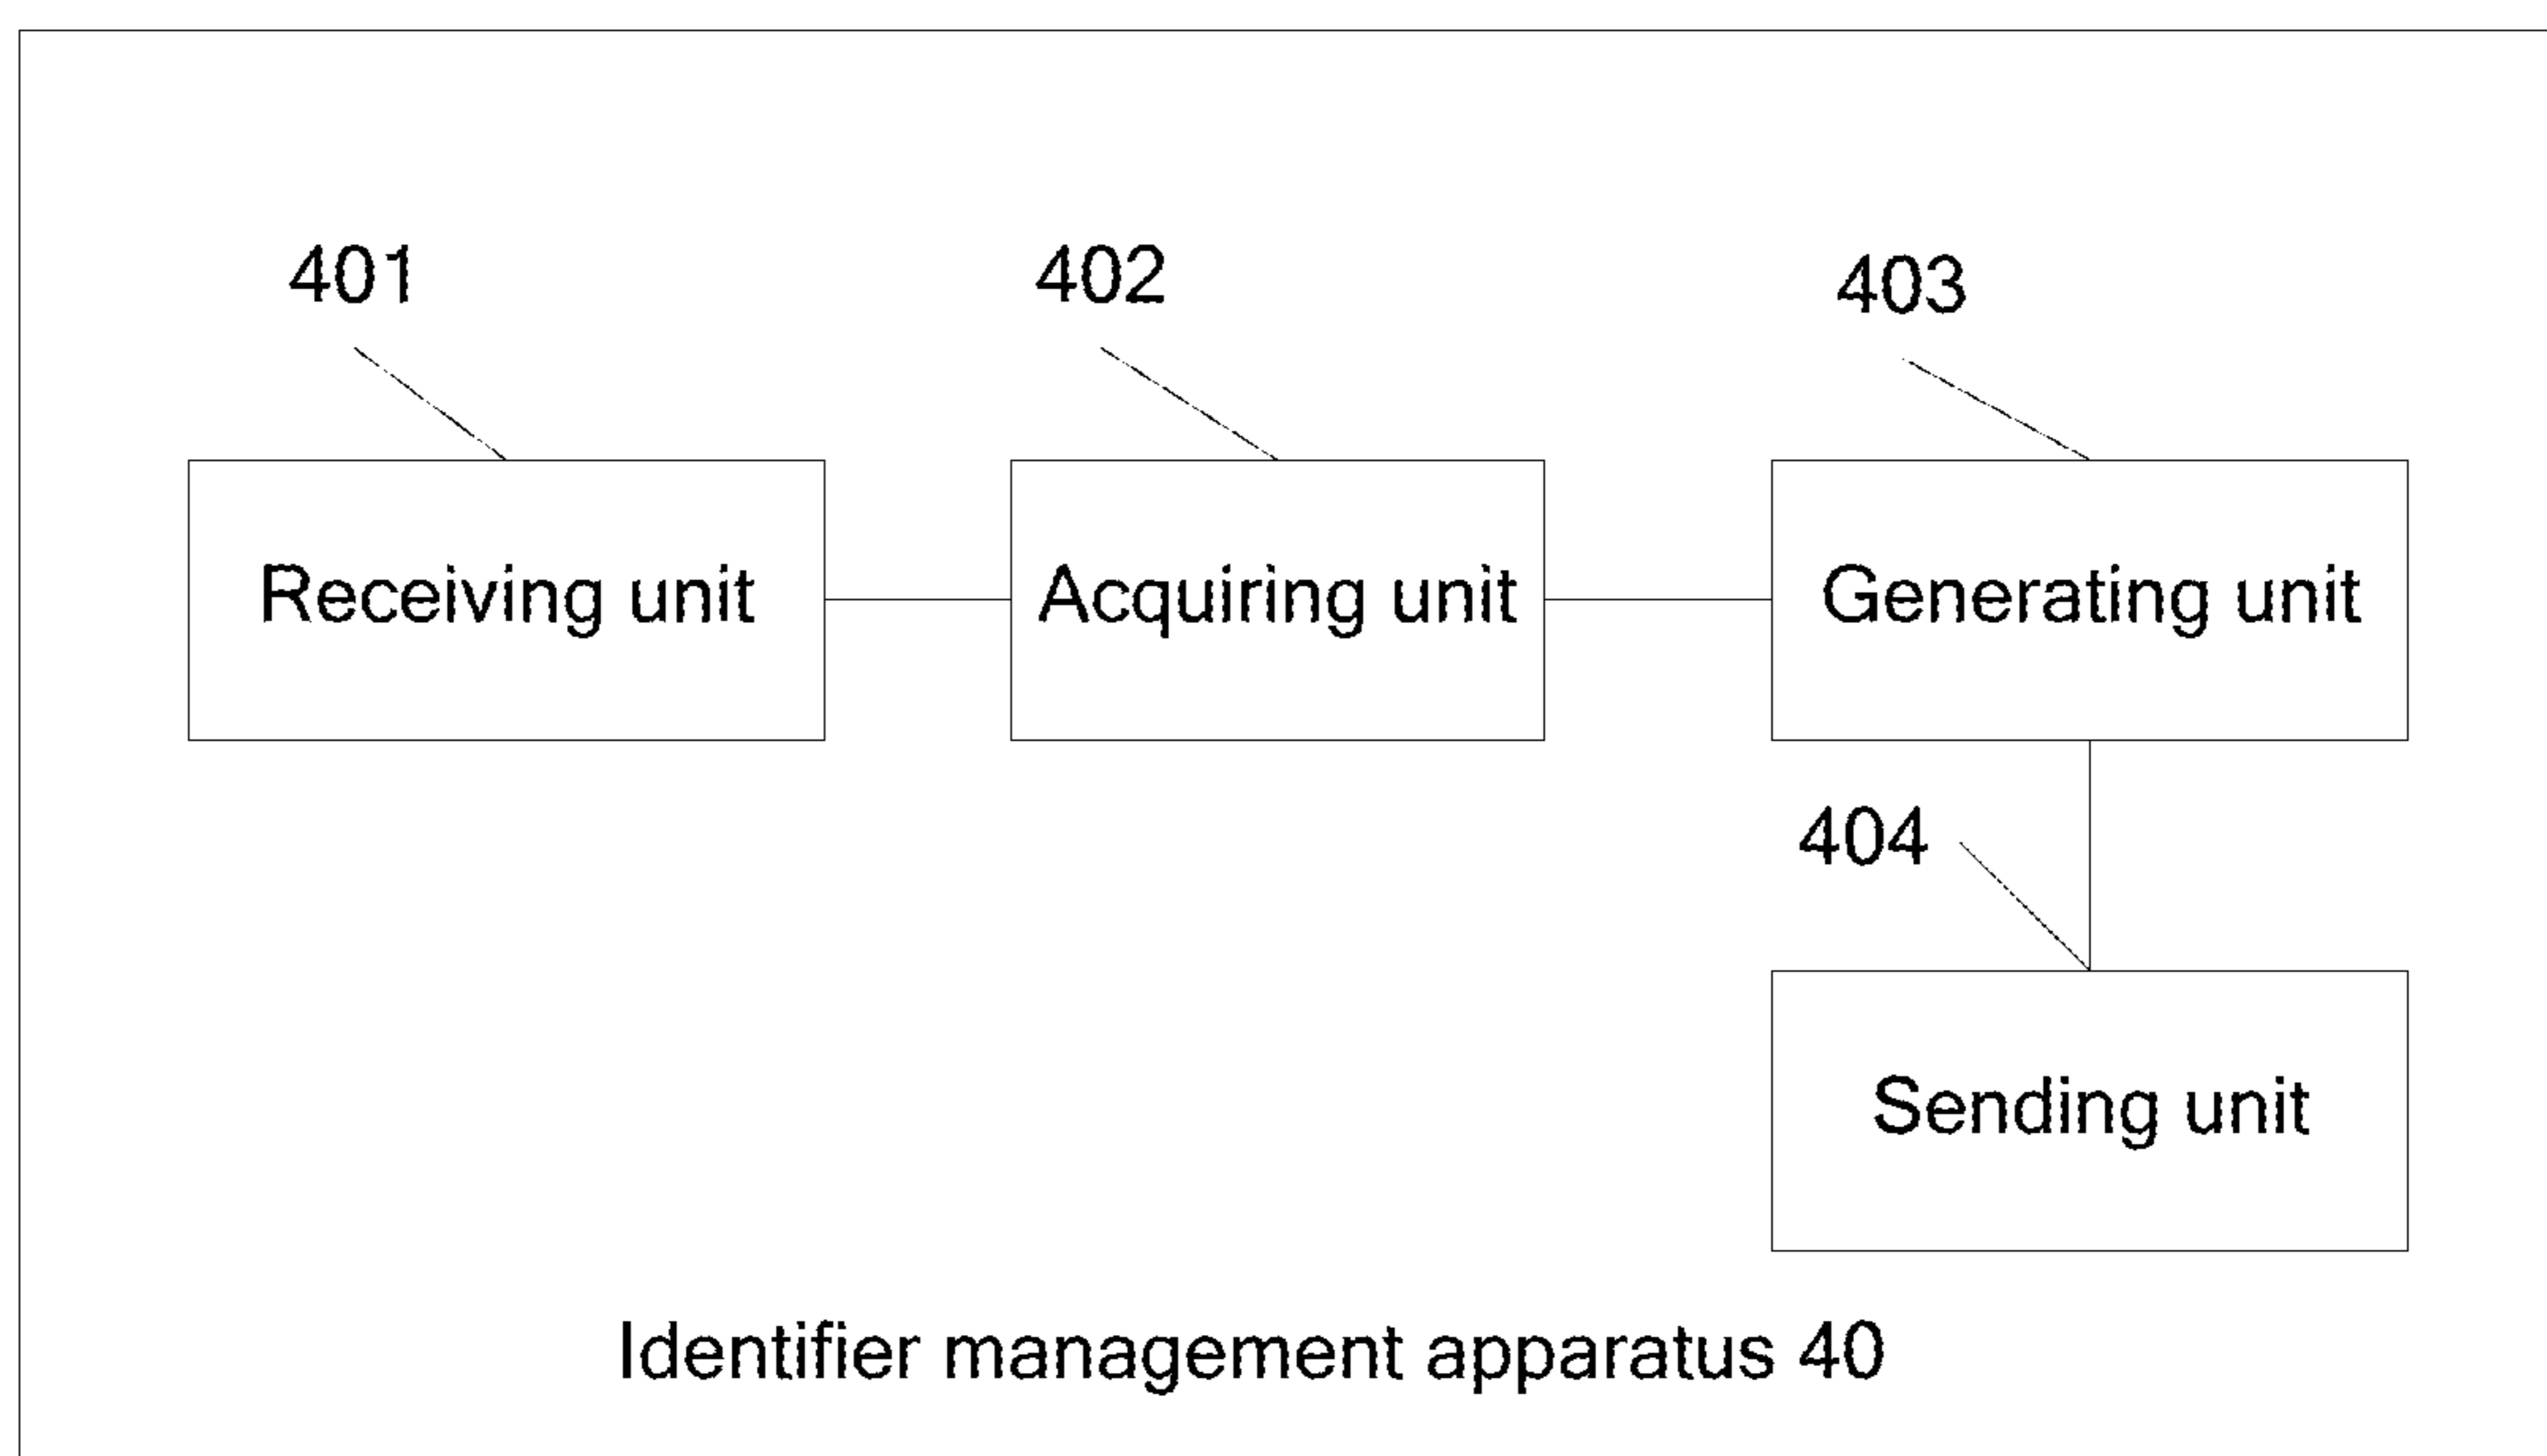 401
402
403
Receiving unit
Acquiring unit
Generating unit
404
Sending unit
Identifier management apparatus 40